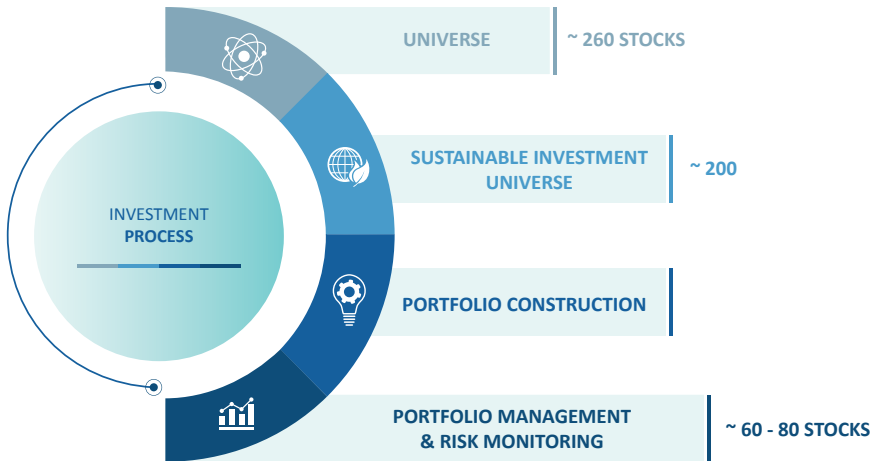 UNIVERSE
~ 260 STOCKS
SUSTAINABLE INVESTMENT
UNIVERSE
~ 200
INVESTMENT
PROCESS
PORTFOLIO CONSTRUCTION
PORTFOLIO MANAGEMENT
& RISK MONITORING
~ 60 - 80 STOCKS